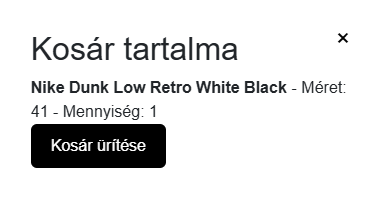 Kosár tartalma
Nike Dunk Low Retro White Black - Méret:
41 - Mennyiség: 1
Kosár ürítése